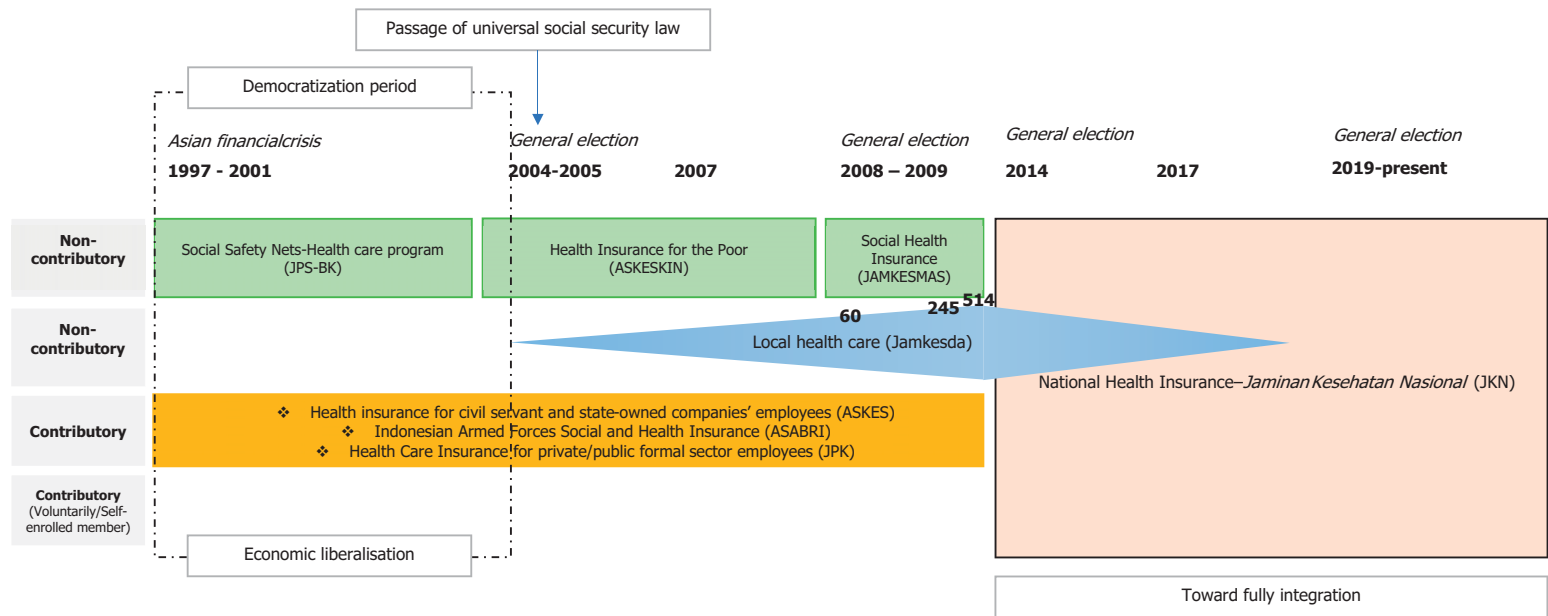 Passage of universal social security law
Democratization period
Asian financialcrisis
General election
General election
General election
General election
1997 - 2001
2004-2005
2007
2008 – 2009
2014
2017
2019-present
Non-
contributory
Social Safety Nets-Health care program
(JPS-BK)
Health Insurance for the Poor
(ASKESKIN)
Social Health
Insurance
(JAMKESMAS)
Non-
contributory
60
245
514
Local health care (Jamkesda)
National Health Insurance–Jaminan Kesehatan Nasional (JKN)
Contributory
❖ Health insurance for civil servant and state-owned companies’ employees (ASKES)
❖ Indonesian Armed Forces Social and Health Insurance (ASABRI)
❖ Health Care Insurance for private/public formal sector employees (JPK)
Contributory
(Voluntarily/Self-
enrolled member)
Economic liberalisation
Toward fully integration